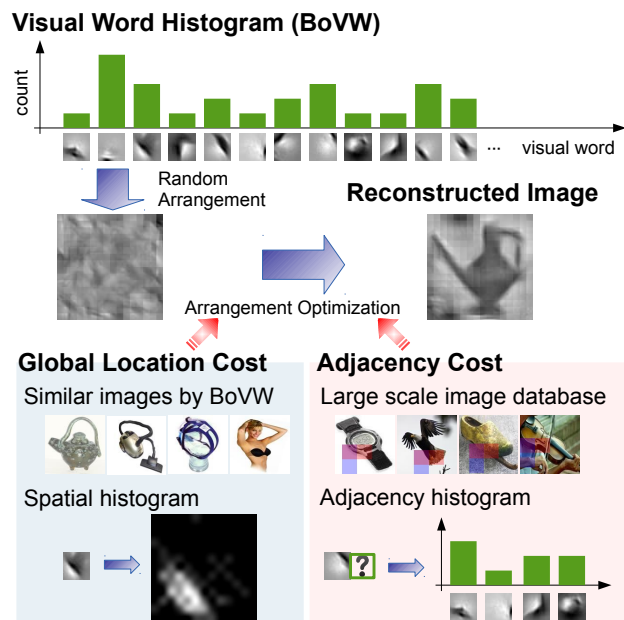 Visual Word Histogram (BoVW)
count
... visual word
Random
Arrangement
Reconstructed Image
Arrangement Optimization
Global Location Cost
Adjacency Cost
Similar images by BoVW
Large scale image database
Spatial histogram
Adjacency histogram
?